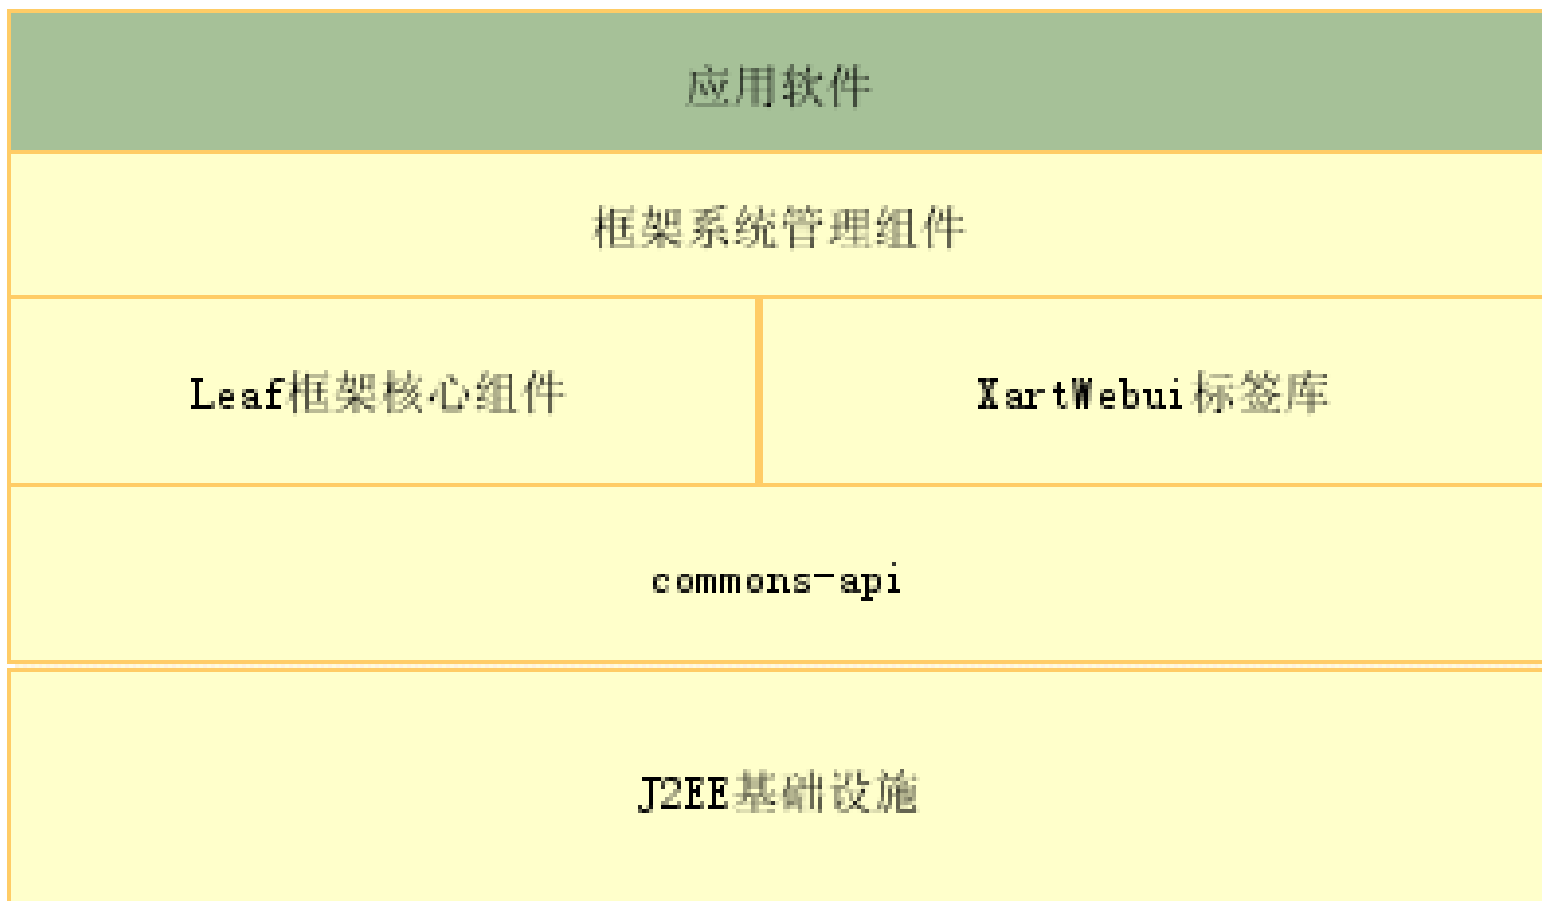 应用软件
框架系统管理组件
Leaf框架核心组件
XartWebui标签库
commons-api
J2EE基础设施